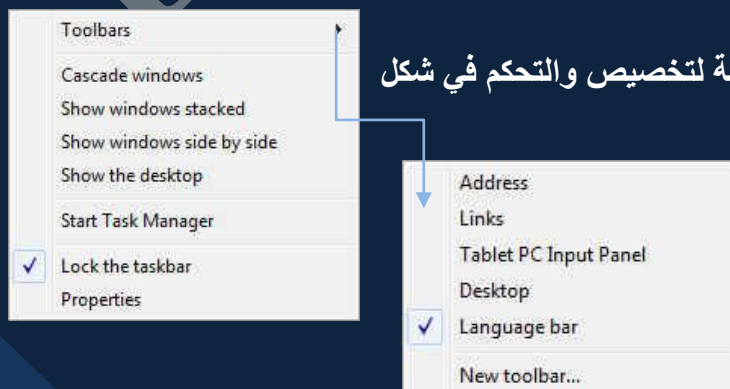 Toolbars
Cascade windows
Show windows stacked
Show windows side by side
Show the desktop
Start Task Manager
Lock the taskbar
Properties
لتخصيص والتحكم في شكل
Address
Links
Tablet PC Input Panel
Desktop
Language bar
New toolbar...